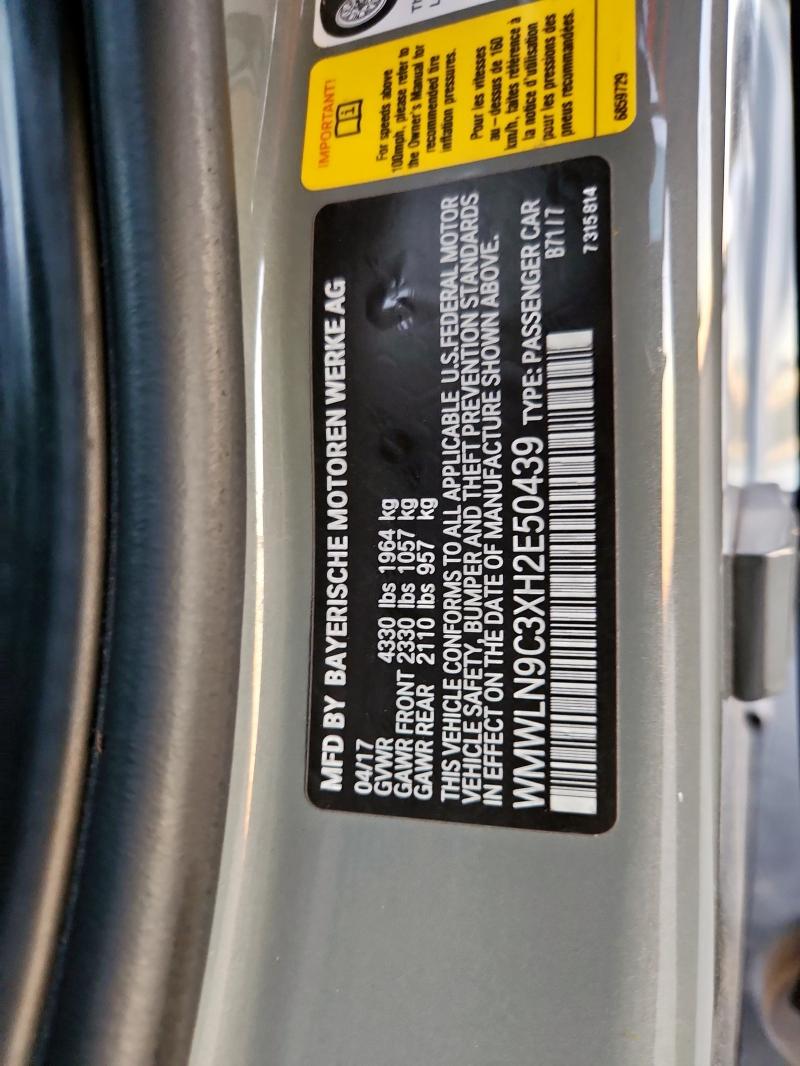 MFD BY BAYERISCHE MOTOREN WERKE AG
04/17
GVWR 4330 lbs 1964 kg
GAWR FRONT 2330 lbs 1057 kg
GAWR REAR 2110 lbs 957 kg
THIS VEHICLE CONFORMS TO ALL APPLICABLE U.S.FEDERAL MOTOR
VEHICLE SAFETY, BUMPER AND THEFT PREVENTION STANDARDS
IN EFFECT ON THE DATE OF MANUFACTURE SHOWN ABOVE.
WMWLN9C3XH2E50439 TYPE: PASSENGER CAR
B71/7
7 315 814
IMPORTANT!
For speeds above
100mph, please refer to
the Owner's Manual for
recommended tire
inflation pressures.
Pour les vitesses
au-dessus de 160
km/h, faites référence à
la notice d'utilisation
pour les pressions des
pneus recommandées.
6859729